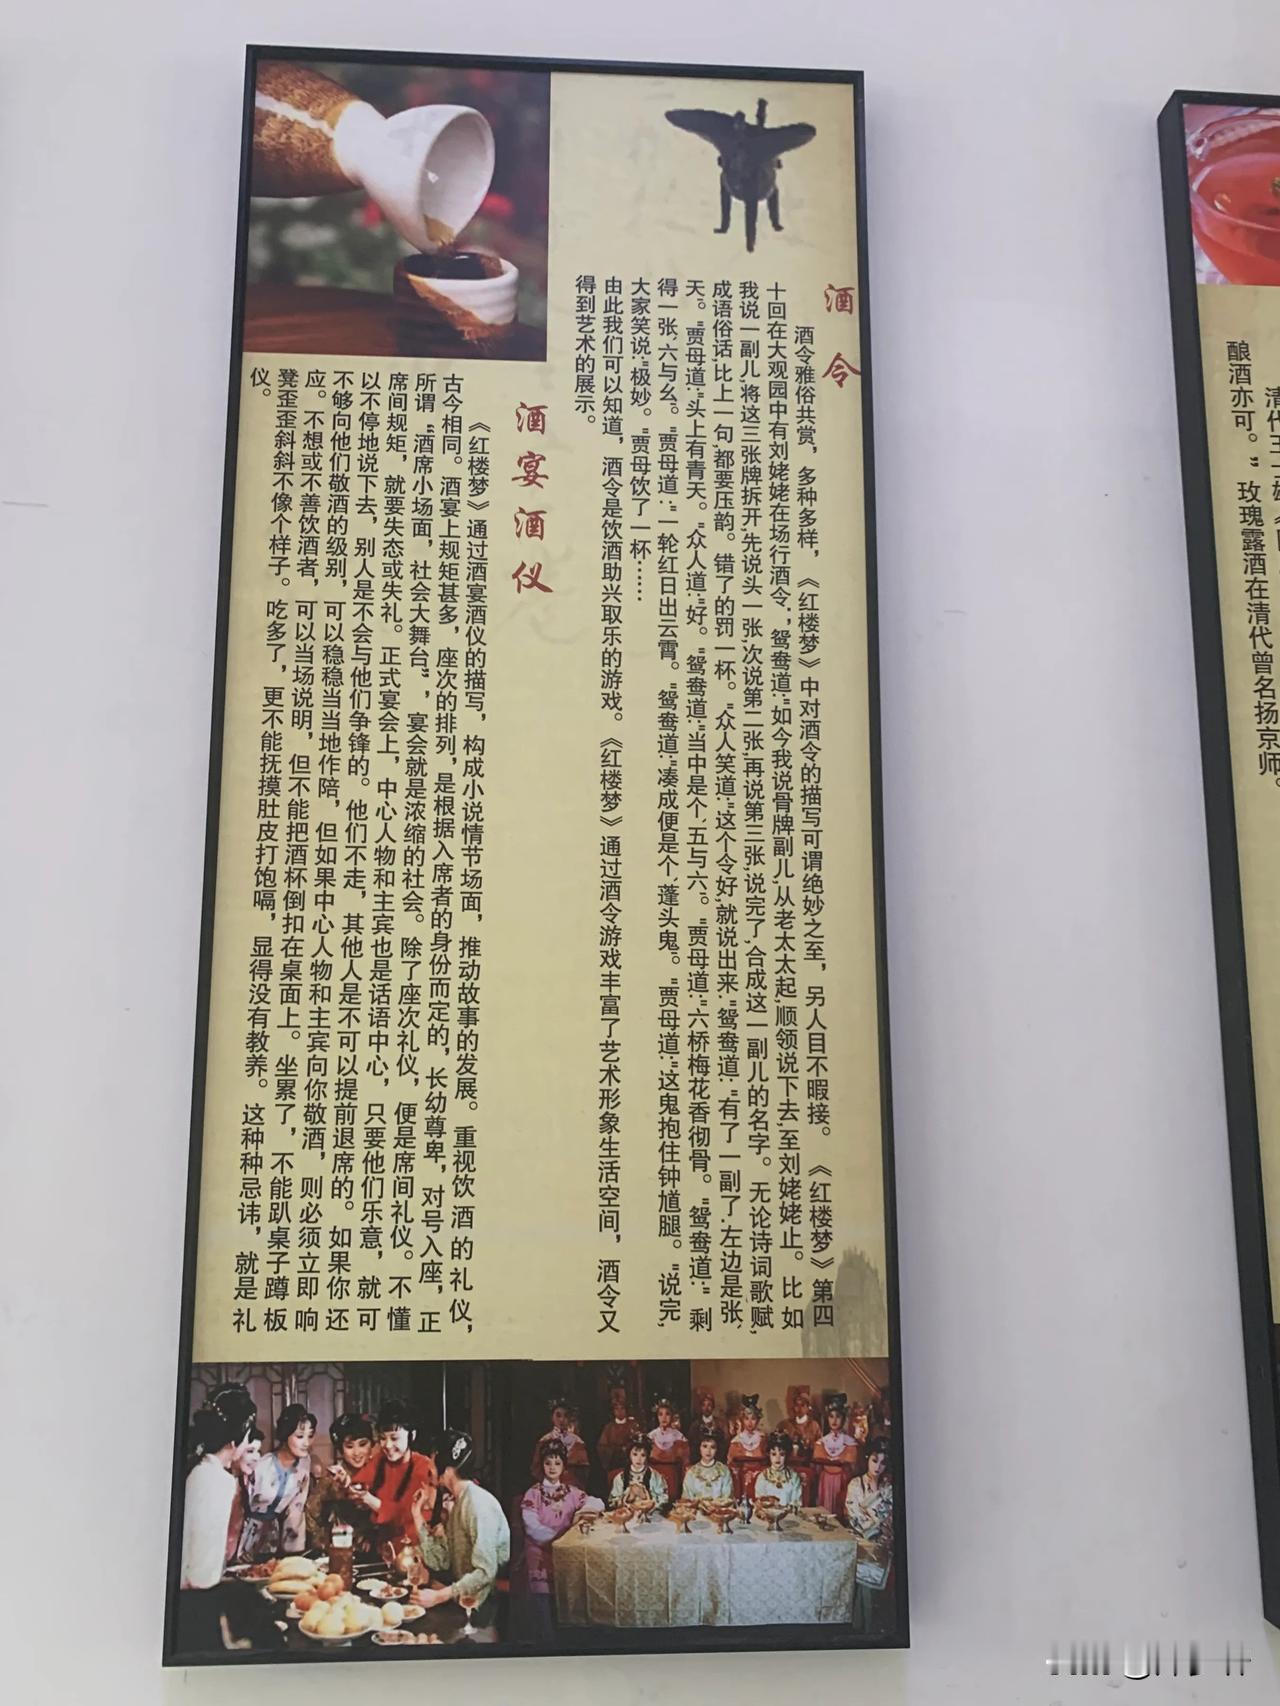 酒令
酒令雅俗共赏，多种多样，《红楼梦》中对酒令的描写可谓绝妙之至，另人目不暇接。《红楼梦》第四
十回在大观园中有刘姥姥在场行酒令：，鸳鸯道:"如今我说骨牌副儿,从老太太起,顺领说下去,至刘姥姥止。比如
我说一副儿,将这三张牌拆开,先说头一张,次说第二张,再说第三张,说完了,合成这一副儿的名字。无论诗词歌赋,
成语俗话,比上一句,都要压韵。错了的罚一杯。"众人笑道:"这个令好,就说出来."鸳鸯道:"有了一副了.左边是张、
天'。"贾母道:"头上有青天。"众人道:"好。"鸳鸯道:"当中是个、五与六'。"贾母道:"六桥梅花香彻骨。"鸳鸯道:"剩
得一张、六与幺'。"贾母道:"一轮红日出云霄。"鸳鸯道:"凑成便是个、蓬头鬼'。"贾母道:"这鬼抱住钟馗腿。"说完,
大家笑说:"极妙。"贾母饮了一杯……
由此我们可以知道，酒令是饮酒助兴取乐的游戏。《红楼梦》通过酒令游戏丰富了艺术形象生活空间，酒令又
得到艺术的展示。
酒宴酒仪
《红楼梦》通过酒宴酒仪的描写，构成小说情节场面，推动故事的发展。重视饮酒的礼仪，
古今相同。酒宴上规矩甚多，座次的排列，是根据入席者的身份而定的，长幼尊卑，对号入座，正
所谓"酒席小场面，社会大舞台"，宴会就是浓缩的社会。除了座次礼仪，便是席间礼仪。不懂
席间规矩，就要失态或失礼。正式宴会上，中心人物和主宾也是话语中心，只要他们乐意，就可
以不停地说下去，别人是不会与他们争锋的。他们不走，其他人是不可以提前退席的。如果你还
不够向他们敬酒的级别，可以稳稳当当地作陪，但如果中心人物和主宾向你敬酒，则必须立即响
应。不想或不善饮酒者，可以当场说明，但不能把酒杯倒扣在桌面上。坐累了，不能趴桌子蹲板
凳歪歪斜斜不像个样子。吃多了，更不能抚摸肚皮打饱嗝，显得没有教养。这种种忌讳，就是礼
仪。
清代王士雄
酿酒亦可。"玫瑰露酒在清代曾名扬京师。